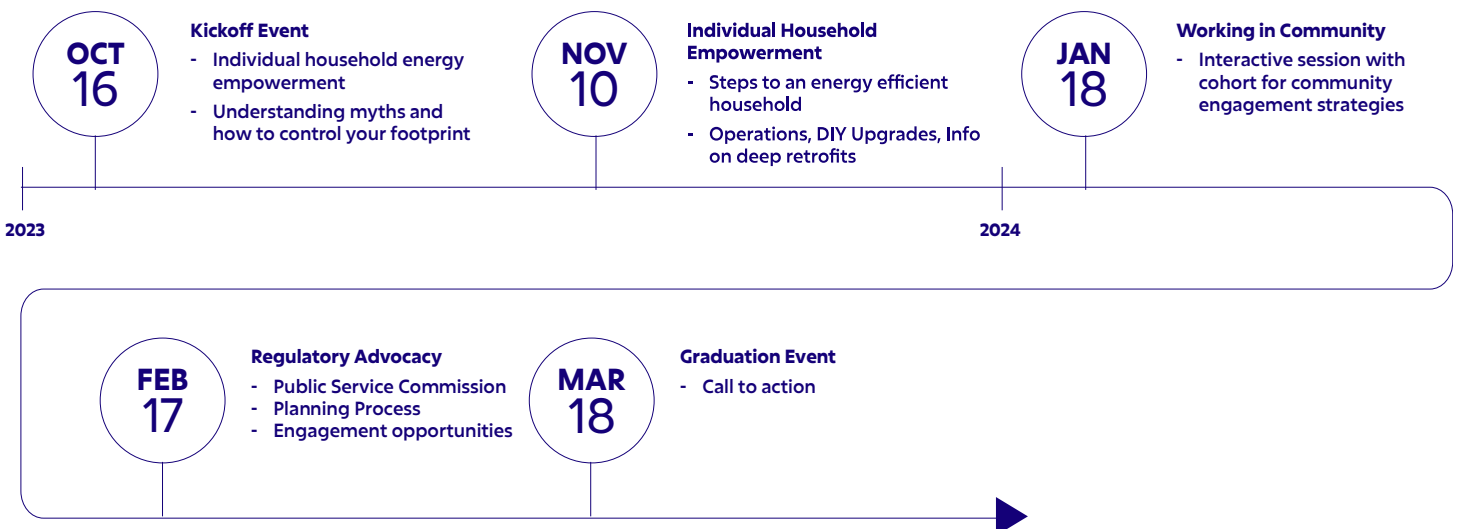 OCT
16
Kickoff Event
- Individual household energy
empowerment
- Understanding myths and
how to control your footprint
NOV
10
Individual Household
Empowerment
- Steps to an energy efficient
household
- Operations, DIY Upgrades, Info
on deep retrofits
JAN
18
Working in Community
- Interactive session with
cohort for community
engagement strategies
2023
2024
FEB
17
Regulatory Advocacy
- Public Service Commission
- Planning Process
- Engagement opportunities
MAR
18
Graduation Event
- Call to action